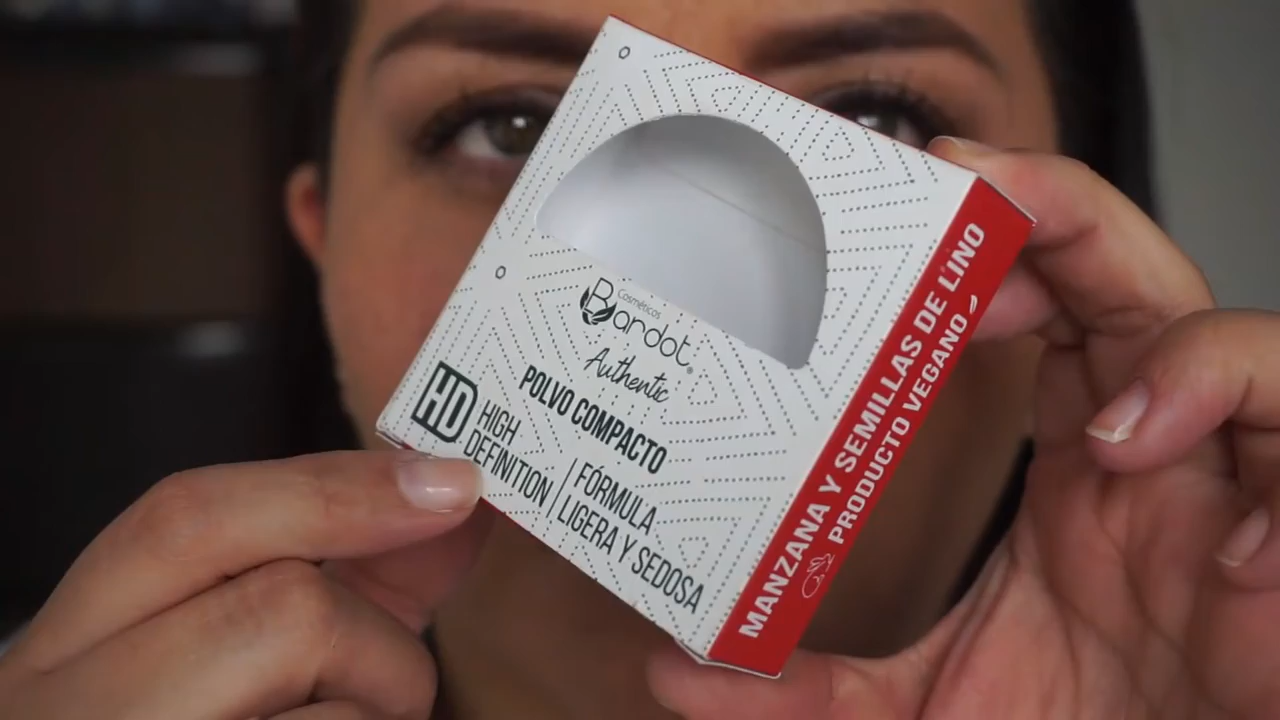 Cosméticos
Bardot
Authentic
POLVO COMPACTO
HD HIGH
DEFINITION
FÓRMULA
LIGERA Y SEDOSA
MANZANA Y SEMILLAS DE LINO
PRODUCTO VEGANO